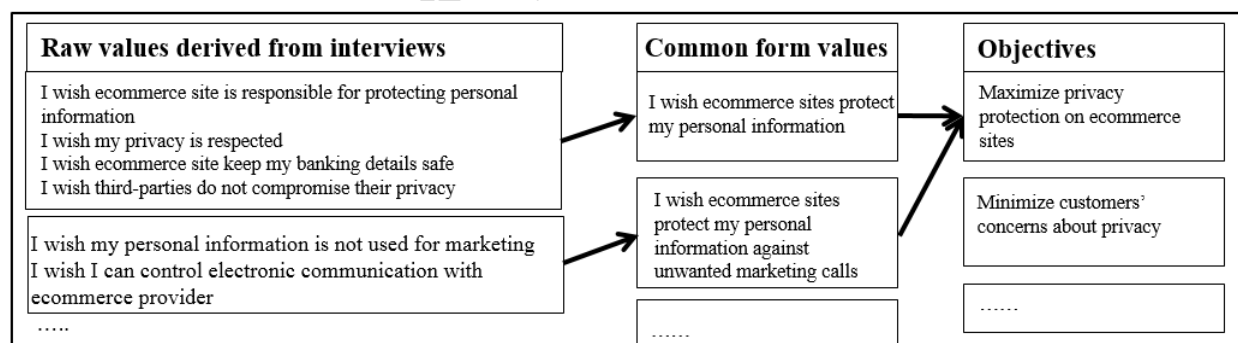 Raw values derived from interviews
I wish ecommerce site is responsible for protecting personal
information
I wish my privacy is respected
I wish ecommerce site keep my banking details safe
I wish third-parties do not compromise their privacy
I wish my personal information is not used for marketing
I wish I can control electronic communication with
ecommerce provider
…..
Common form values
I wish ecommerce sites protect
my personal information
I wish ecommerce sites
protect my personal
information against
unwanted marketing calls
……
Objectives
Maximize privacy
protection on ecommerce
sites
Minimize customers’
concerns about privacy
……